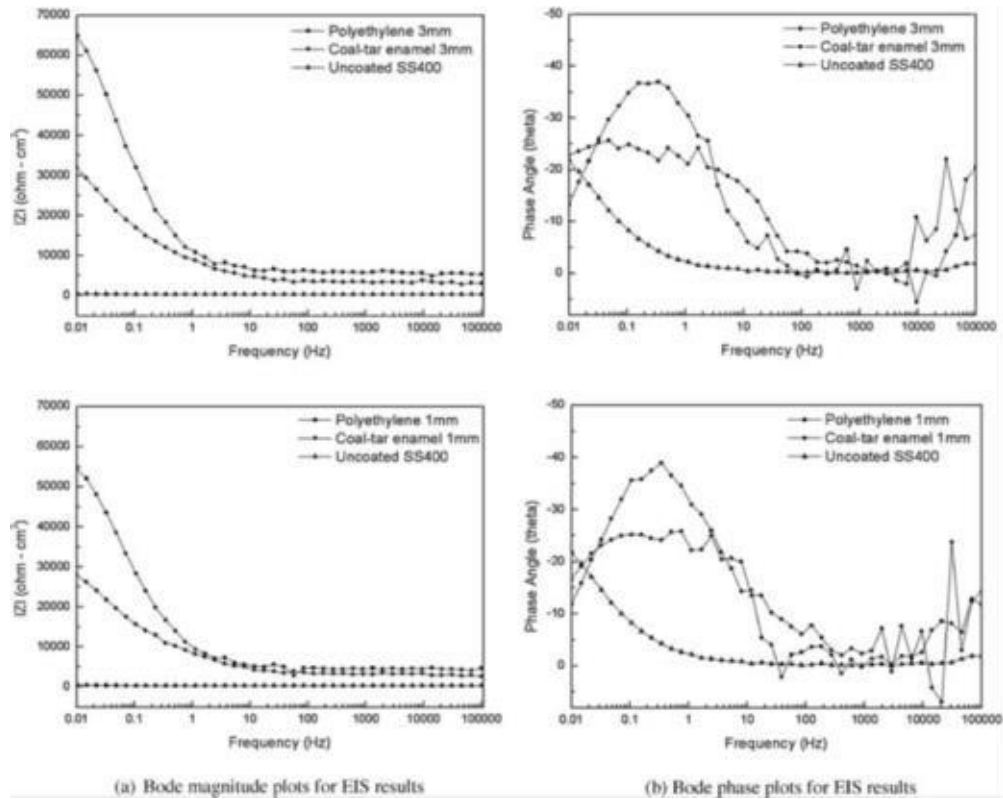 70000
60000
50000
40000
30000
20000
10000
0
|Z| (ohm - cm²)
Polyethylene 3mm
Coal-tar enamel 3mm
Uncoated SS400
0.01 0.1 1 10 100 1000 10000 100000
Frequency (Hz)
-50
-40
-30
-20
-10
0
Phase Angle (theta)
Polyethylene 3mm
Coal-tar enamel 3mm
Uncoated SS400
0.01 0.1 1 10 100 1000 10000 100000
Frequency (Hz)
70000
60000
50000
40000
30000
20000
10000
0
|Z| (ohm - cm²)
Polyethylene 1mm
Coal-tar enamel 1mm
Uncoated SS400
0.01 0.1 1 10 100 1000 10000 100000
Frequency (Hz)
-50
-40
-30
-20
-10
0
Phase Angle (theta)
Polyethylene 1mm
Coal-tar enamel 1mm
Uncoated SS400
0.01 0.1 1 10 100 1000 10000 100000
Frequency (Hz)
(a) Bode magnitude plots for EIS results
(b) Bode phase plots for EIS results